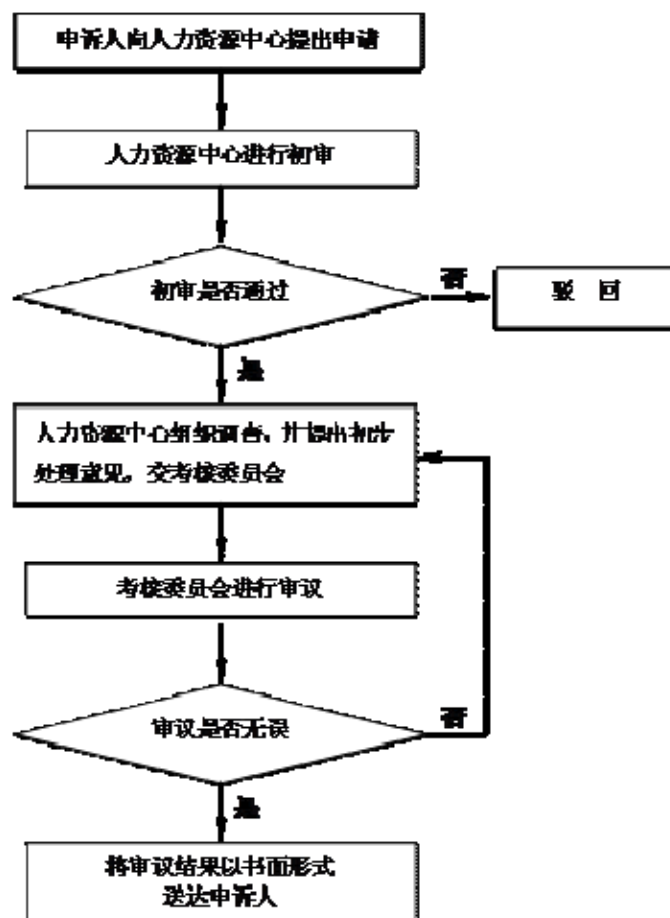 申诉人向人力资源中心提出申请
人力资源中心进行初审
初审是否通过
否
驳 回
是
人力资源中心组织调查，并提出初步
处理意见，交考核委员会
考核委员会进行审议
审议是否无误
否
是
将审议结果以书面形式
送达申诉人